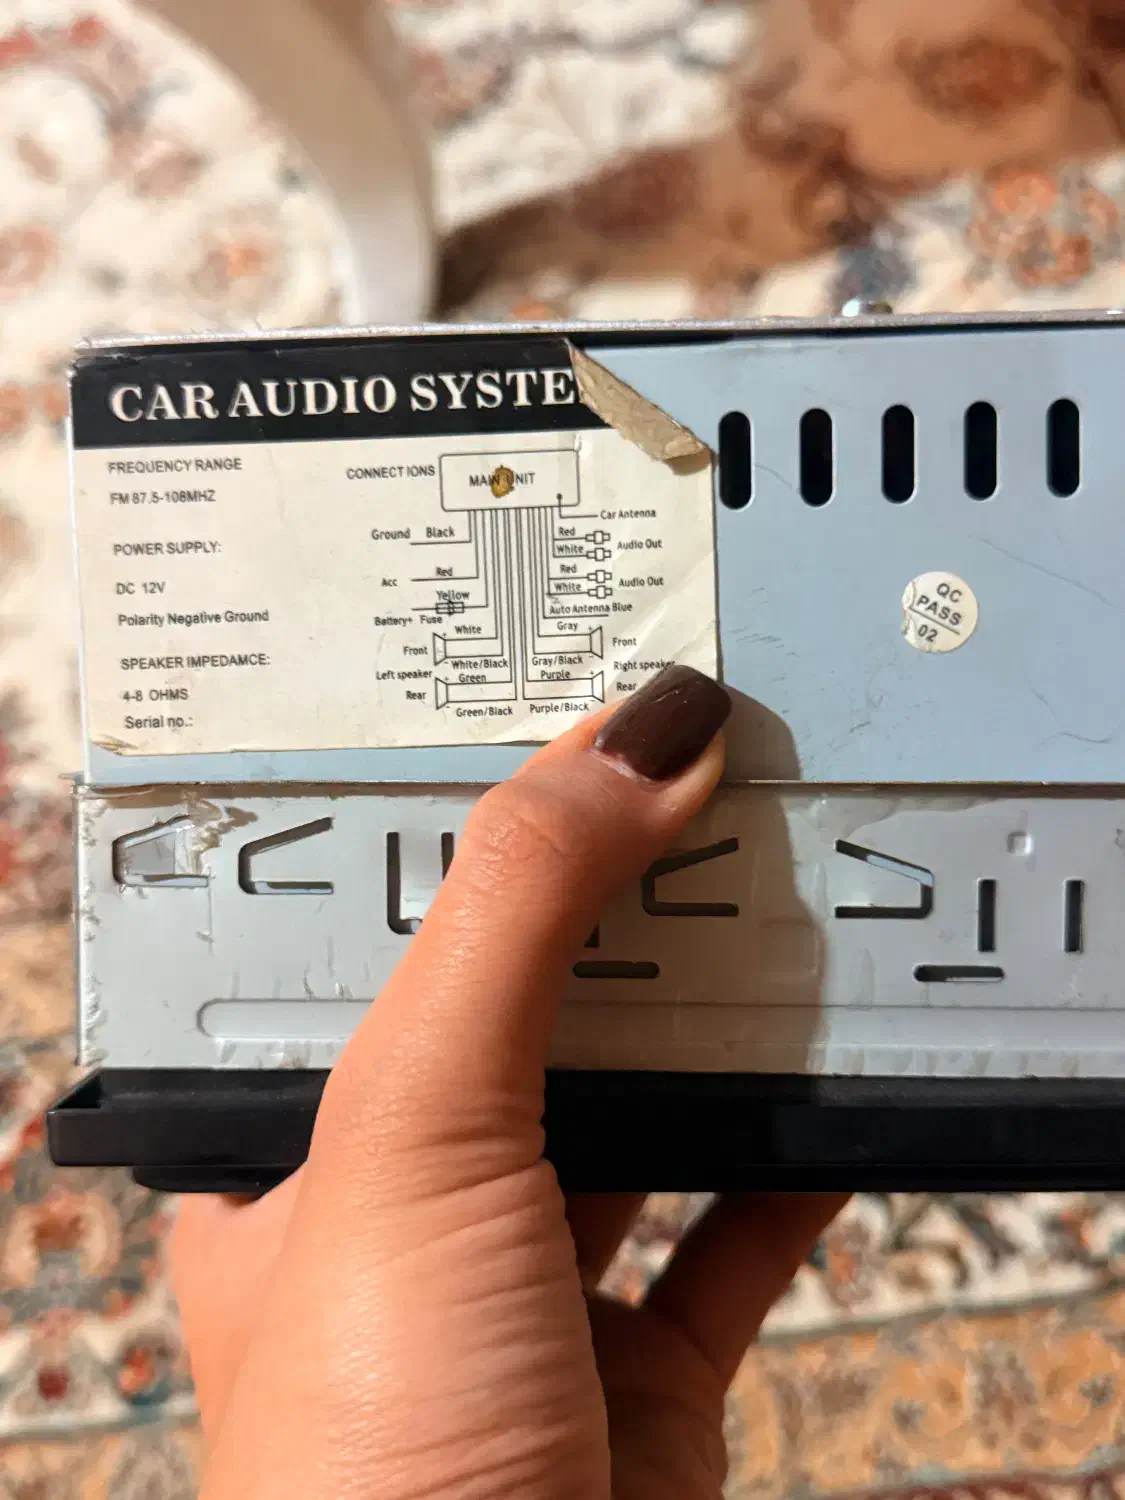 CAR AUDIO SYSTE
FREQUENCY RANGE
FM 87.5-108MHZ
POWER SUPPLY:
DC 12V
Polarity Negative Ground
SPEAKER IMPEDAMCE:
4-8 OHMS
Serial no.:
CONNECTIONS
MAIN UNIT
Car Antenna
Ground Black
Red
White
Audio Out
Acc
Red
Red
White
Audio Out
Yellow
Battery+ Fuse
Auto Antenna Blue
White
Gray
Front
White/Black
Gray/Black
Front
Left speaker
Green
Purple
Right speaker
Rear
Green/Black
Purple/Black
Rear
QC
PASS
02